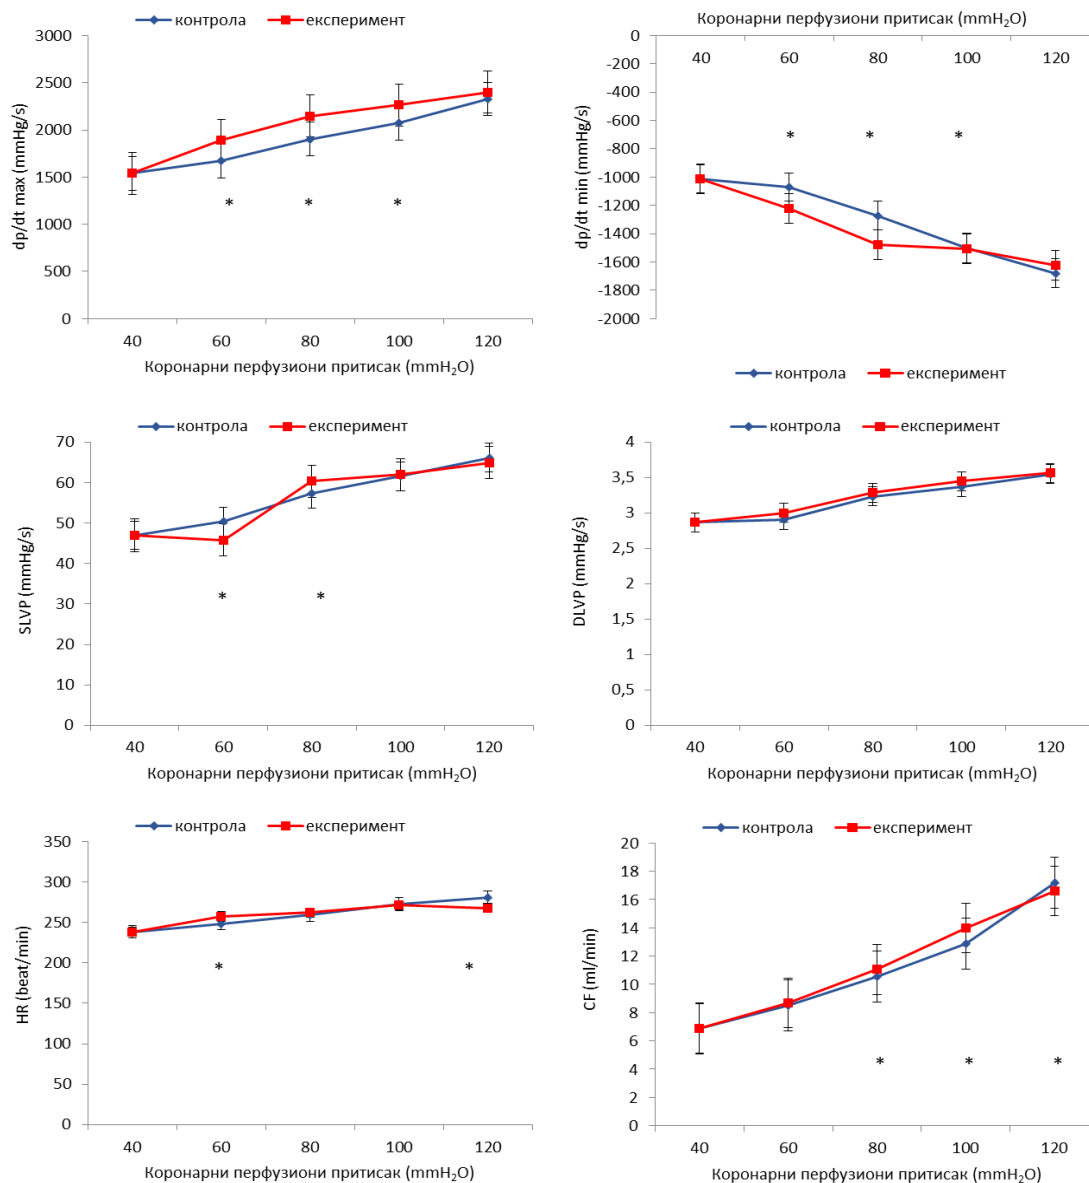 контрола експеримент
3000
2500
2000
1500
1000
500
0
dp/dt max (mmHg/s)
* * *
40 60 80 100 120
Коронарни перфузиони притисак (mmH₂O)
Коронарни перфузиони притисак (mmH₂O)
0
-200
-400
-600
-800
-1000
-1200
-1400
-1600
-1800
-2000
dp/dt min (mmHg/s)
40 60 80 100 120
* * *
контрола експеримент
контрола експеримент
70
60
50
40
30
20
10
0
SLVP (mmHg/s)
* *
40 60 80 100 120
Коронарни перфузиони притисак (mmH₂O)
контрола експеримент
4
3,5
3
2,5
2
1,5
1
0,5
0
DLVP (mmHg/s)
40 60 80 100 120
Коронарни перфузиони притисак (mmH₂O)
контрола експеримент
350
300
250
200
150
100
50
0
HR (beat/min)
* *
40 60 80 100 120
Коронарни перфузиони притисак (mmH₂O)
контрола експеримент
20
18
16
14
12
10
8
6
4
2
0
CF (ml/min)
* * *
40 60 80 100 120
Коронарни перфузиони притисак (mmH₂O)